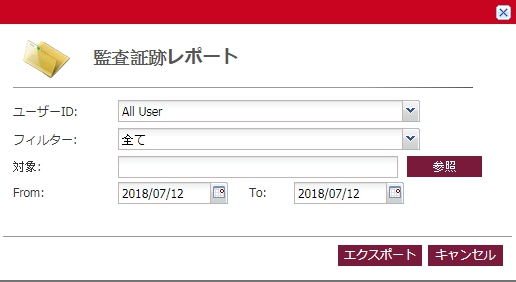 監査証跡レポート
ユーザーID: All User
フィルター: 全て
対象: 参照
From: 2018/07/12 To: 2018/07/12
エクスポート キャンセル